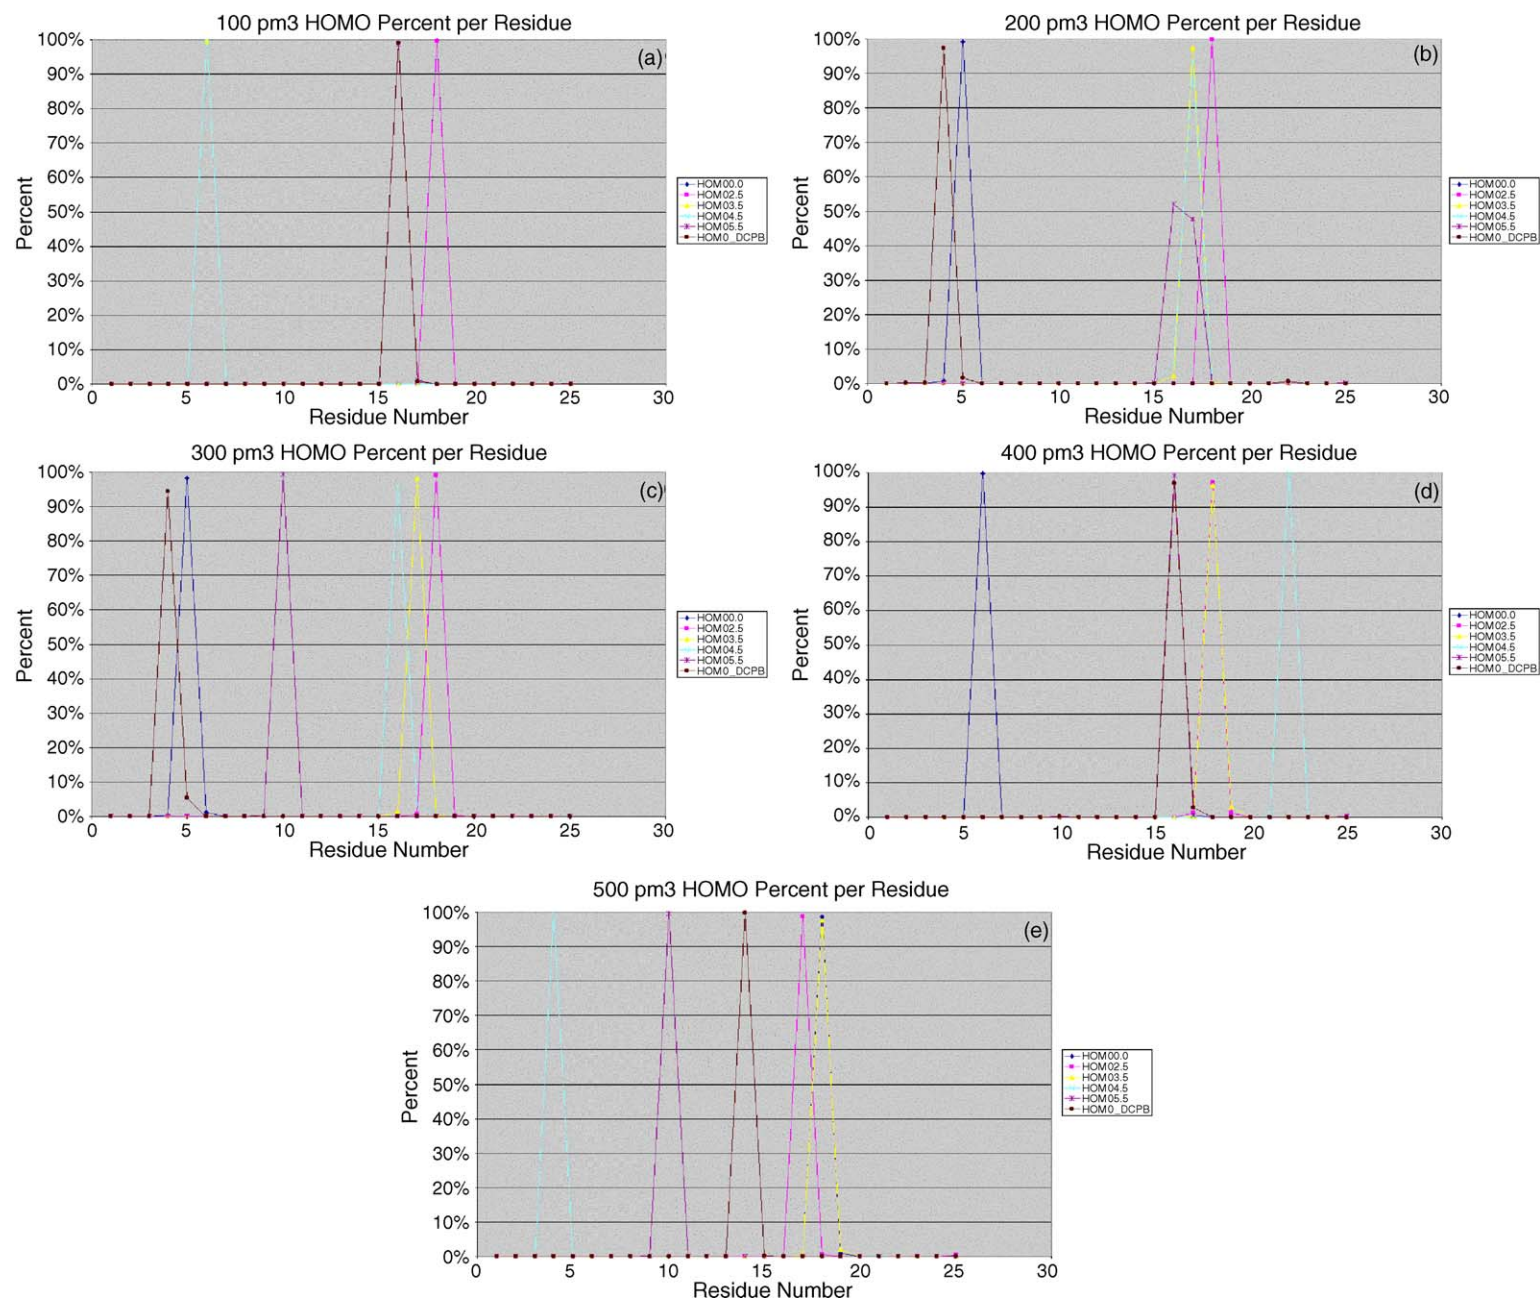 100 pm3 HOMO Percent per Residue
(a)
100%
90%
80%
70%
60%
50%
40%
30%
20%
10%
0%
Percent
0 5 10 15 20 25 30
Residue Number
HOM00.0
HOM02.5
HOM03.5
HOM04.5
HOM05.5
HOM0_DCPB
200 pm3 HOMO Percent per Residue
(b)
100%
90%
80%
70%
60%
50%
40%
30%
20%
10%
0%
Percent
0 5 10 15 20 25 30
Residue Number
HOM00.0
HOM02.5
HOM03.5
HOM04.5
HOM05.5
HOM0_DCPB
300 pm3 HOMO Percent per Residue
(c)
100%
90%
80%
70%
60%
50%
40%
30%
20%
10%
0%
Percent
0 5 10 15 20 25 30
Residue Number
HOM00.0
HOM02.5
HOM03.5
HOM04.5
HOM05.5
HOM0_DCPB
400 pm3 HOMO Percent per Residue
(d)
100%
90%
80%
70%
60%
50%
40%
30%
20%
10%
0%
Percent
0 5 10 15 20 25 30
Residue Number
HOM00.0
HOM02.5
HOM03.5
HOM04.5
HOM05.5
HOM0_DCPB
500 pm3 HOMO Percent per Residue
(e)
100%
90%
80%
70%
60%
50%
40%
30%
20%
10%
0%
Percent
0 5 10 15 20 25 30
Residue Number
HOM00.0
HOM02.5
HOM03.5
HOM04.5
HOM05.5
HOM0_DCPB